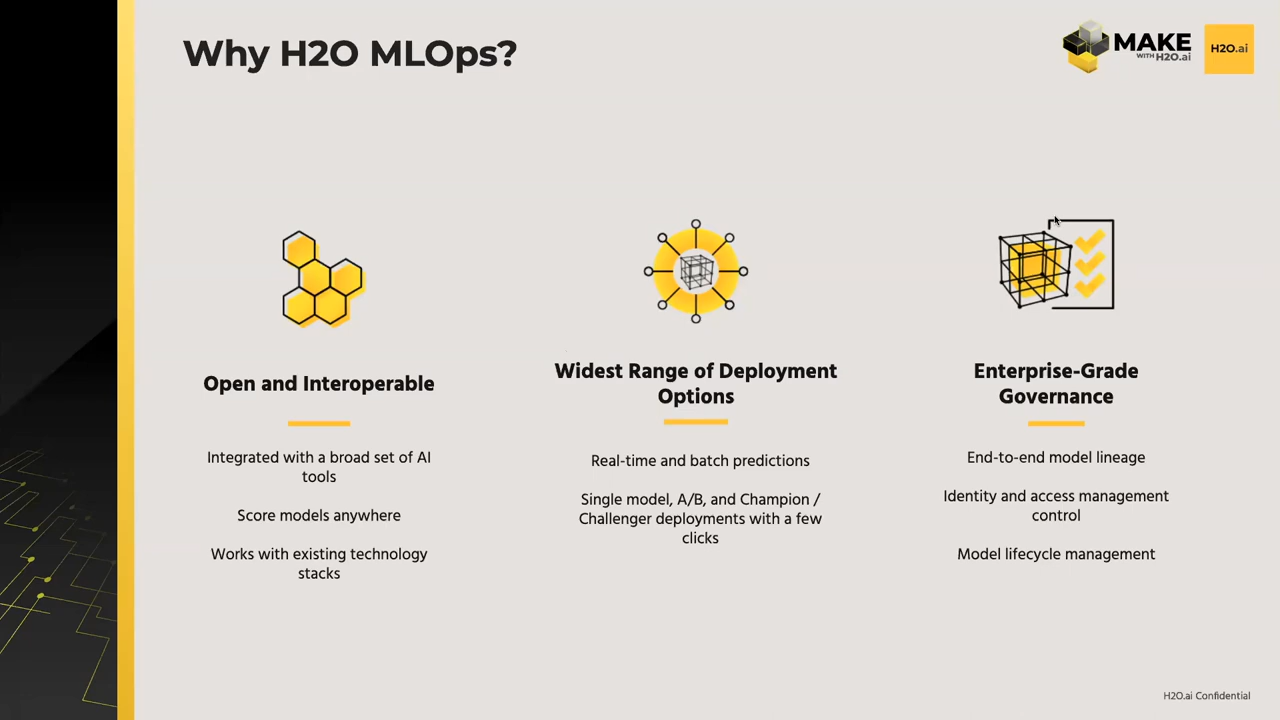 Why H2O MLOps?
MAKE
WITH H2O.ai
H2O.ai
Open and Interoperable
Integrated with a broad set of AI
tools
Score models anywhere
Works with existing technology
stacks
Widest Range of Deployment
Options
Real-time and batch predictions
Single model, A/B, and Champion /
Challenger deployments with a few
clicks
Enterprise-Grade
Governance
End-to-end model lineage
Identity and access management
control
Model lifecycle management
H2O.ai Confidential